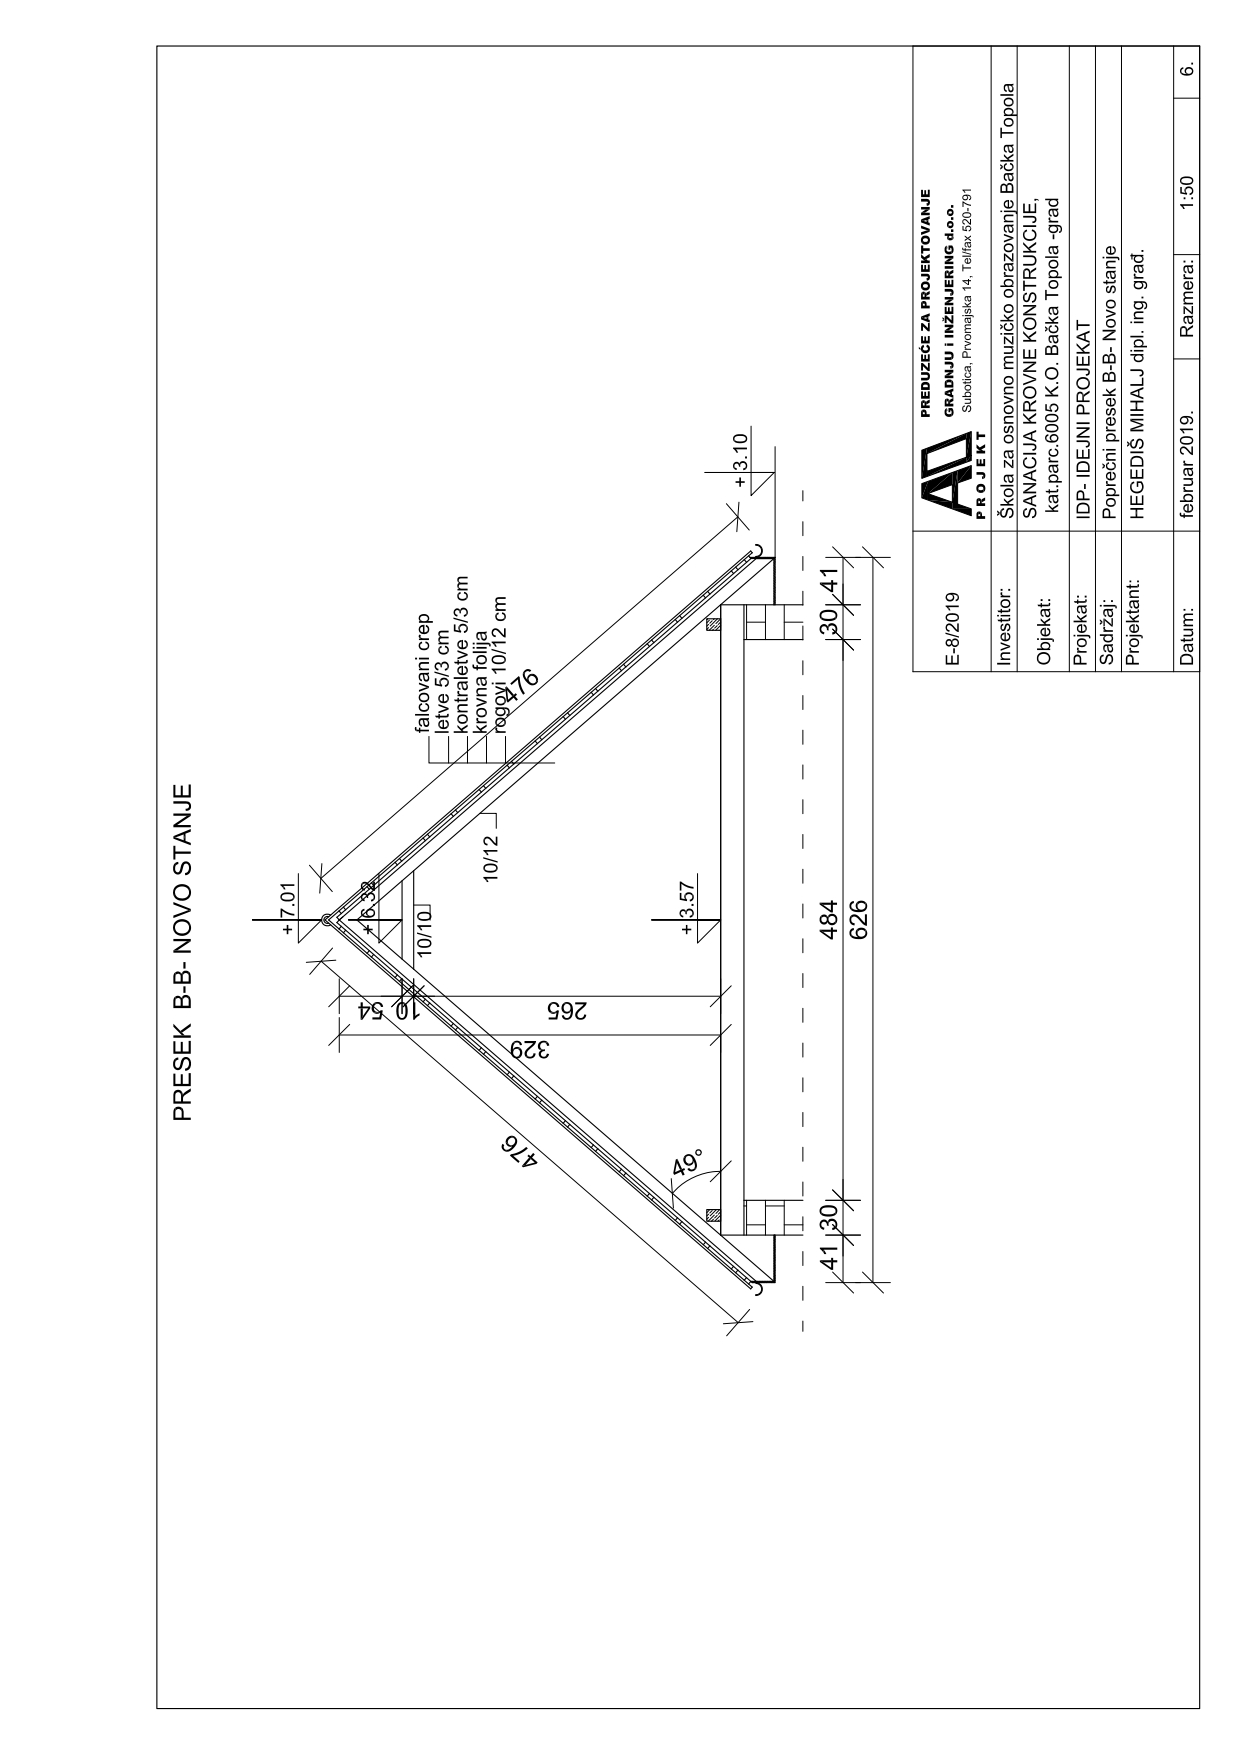 PRESEK B-B- NOVO STANJE
+7.01
+6.32
10/10
10/12
falcovani crep
letve 5/3 cm
kontraletve 5/3 cm
krovna folija
rogovi 10/12 cm
476
476
54
10
265
329
49°
+3.57
+3.10
41
30
484
30
41
626
E-8/2019
AD
PROJEKT
PREDUZEĆE ZA PROJEKTOVANJE
GRADNJU i INŽENJERING d.o.o.
Subotica, Prvomajska 14, Tel/fax 520-791
Investitor: Škola za osnovno muzičko obrazovanje Bačka Topola
Objekat: SANACIJA KROVNE KONSTRUKCIJE,
kat.parc.6005 K.O. Bačka Topola -grad
Projekat: IDP- IDEJNI PROJEKAT
Sadržaj: Poprečni presek B-B- Novo stanje
Projektant: HEGEDIŠ MIHALJ dipl. ing. građ.
Datum: februar 2019. Razmera: 1:50 6.